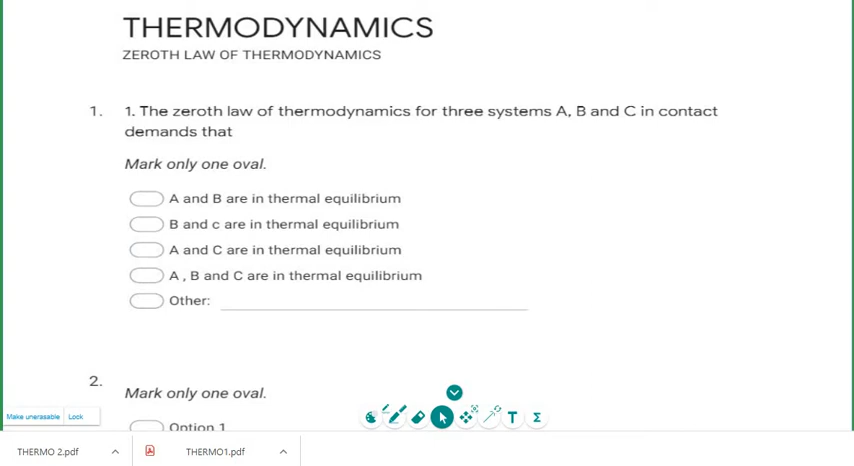 THERMODYNAMICS
ZEROTH LAW OF THERMODYNAMICS
1. 1. The zeroth law of thermodynamics for three systems A, B and C in contact
demands that
Mark only one oval.
A and B are in thermal equilibrium
B and c are in thermal equilibrium
A and C are in thermal equilibrium
A , B and C are in thermal equilibrium
Other:
2.
Mark only one oval.
Make unerasable Lock
T Σ
Option 1
THERMO 2.pdf THERMO1.pdf